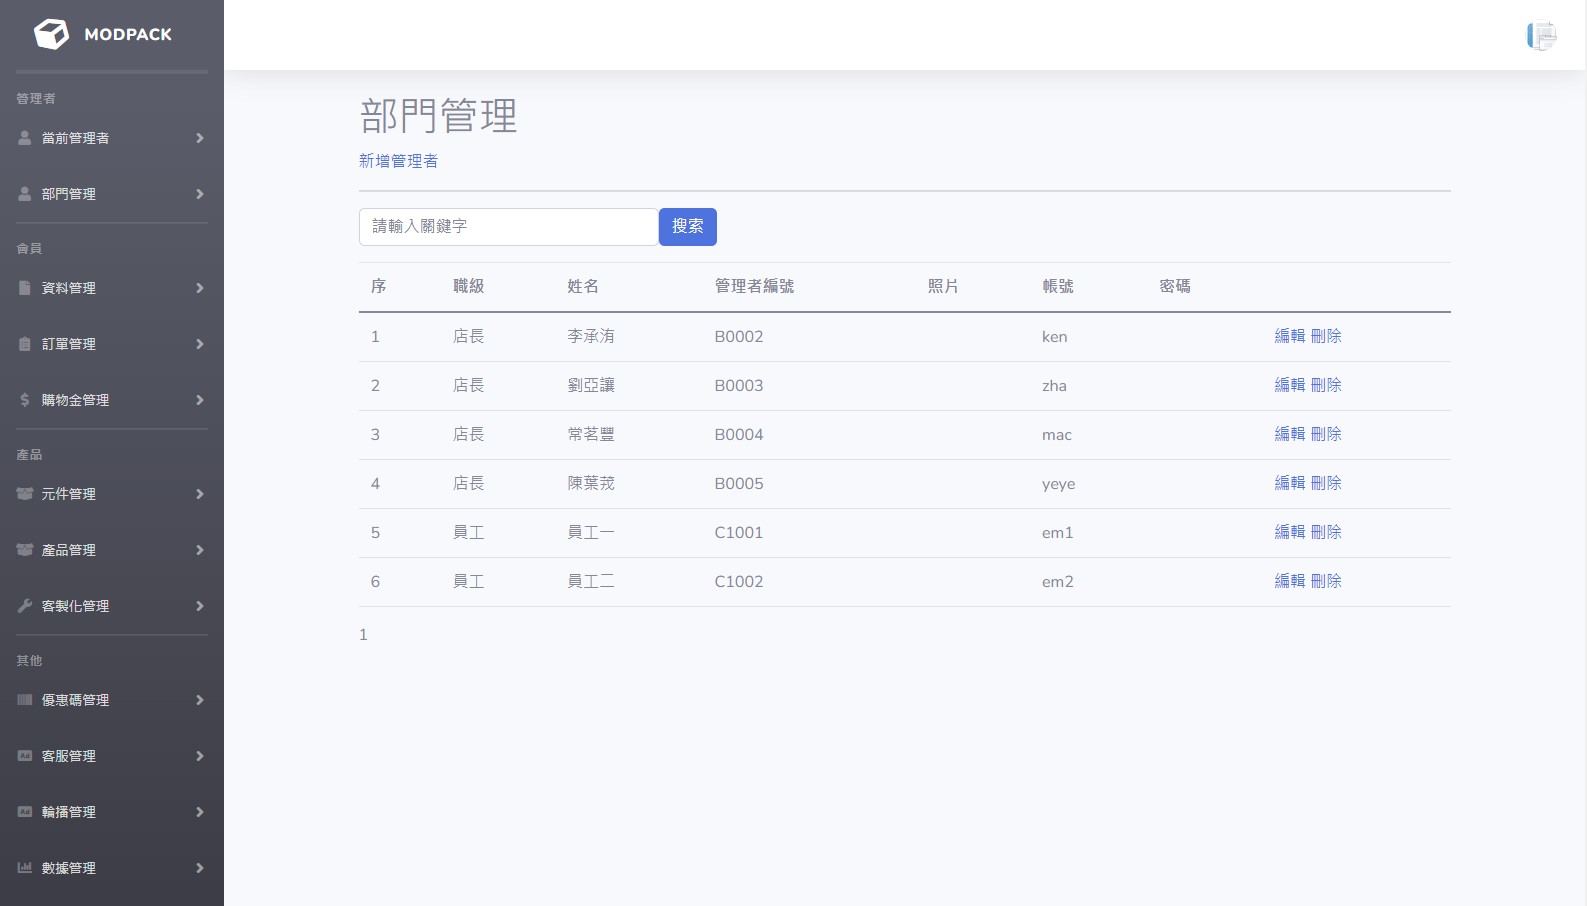 MODPACK
管理者
當前管理者
部門管理
會員
資料管理
訂單管理
購物金管理
產品
元件管理
產品管理
客製化管理
其他
優惠碼管理
客服管理
輪播管理
數據管理
部門管理
新增管理者
請輸入關鍵字 搜索
序 職級 姓名 管理者編號 照片 帳號 密碼
1 店長 李承洧 B0002 ken 編輯 刪除
2 店長 劉亞讓 B0003 zha 編輯 刪除
3 店長 常茗豐 B0004 mac 編輯 刪除
4 店長 陳葉莪 B0005 yeye 編輯 刪除
5 員工 員工一 C1001 em1 編輯 刪除
6 員工 員工二 C1002 em2 編輯 刪除
1